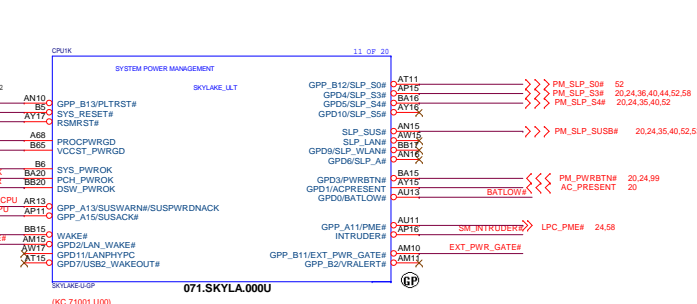 CPU1K 11 OF 20
SYSTEM POWER MANAGEMENT
SKYLAKE_ULT
AN10 GPP_B13/PLTRST#
B5 SYS_RESET#
AY17 RSMRST#
A68 PROCPWRGD
B65 VCCST_PWRGD
B6 SYS_PWROK
BA20 PCH_PWROK
BB20 DSW_PWROK
CPU AR13 GPP_A13/SUSWARN#/SUSPWRDNACK
AP11 GPP_A15/SUSACK#
BB15 WAKE#
AM15 GPD2/LAN_WAKE#
AW17 GPD11/LANPHYPC
AT15 GPD7/USB2_WAKEOUT#
GPP_B12/SLP_S0# AT11 PM_SLP_S0# 52
GPD4/SLP_S3# AP15 PM_SLP_S3# 20,24,36,40,44,52,58
GPD5/SLP_S4# BA16 PM_SLP_S4# 20,24,35,40,52
GPD10/SLP_S5# AY16
SLP_SUS# AN15 PM_SLP_SUSB# 20,24,35,40,52,5
SLP_LAN# AW15
GPD9/SLP_WLAN# BB17
GPD6/SLP_A# AN16
GPD3/PWRBTN# BA15 PM_PWRBTN# 20,24,99
GPD1/ACPRESENT AY15 AC_PRESENT 20
GPD0/BATLOW# AU13 BATLOW#
GPP_A11/PME# AU11 LPC_PME# 24,58
INTRUDER# AP16 SM_INTRUDER#
GPP_B11/EXT_PWR_GATE# AM10 EXT_PWR_GATE#
GPP_B2/VRALERT# AM11
SKYLAKE-U-GP
071.SKYLA.000U
GP
(KC.71001.U00)